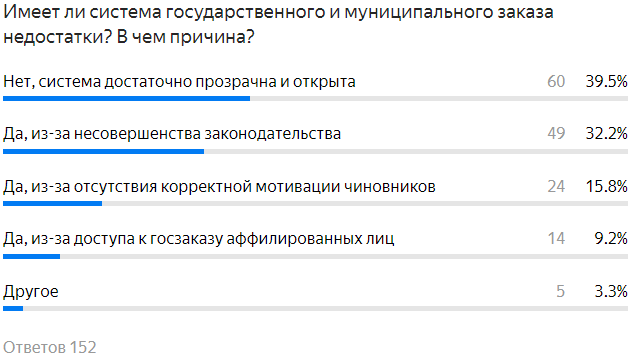 Имеет ли система государственного и муниципального заказа
недостатки? В чем причина?
Нет, система достаточно прозрачна и открыта 60 39.5%
Да, из-за несовершенства законодательства 49 32.2%
Да, из-за отсутствия корректной мотивации чиновников 24 15.8%
Да, из-за доступа к госзаказу аффилированных лиц 14 9.2%
Другое 5 3.3%
Ответов 152